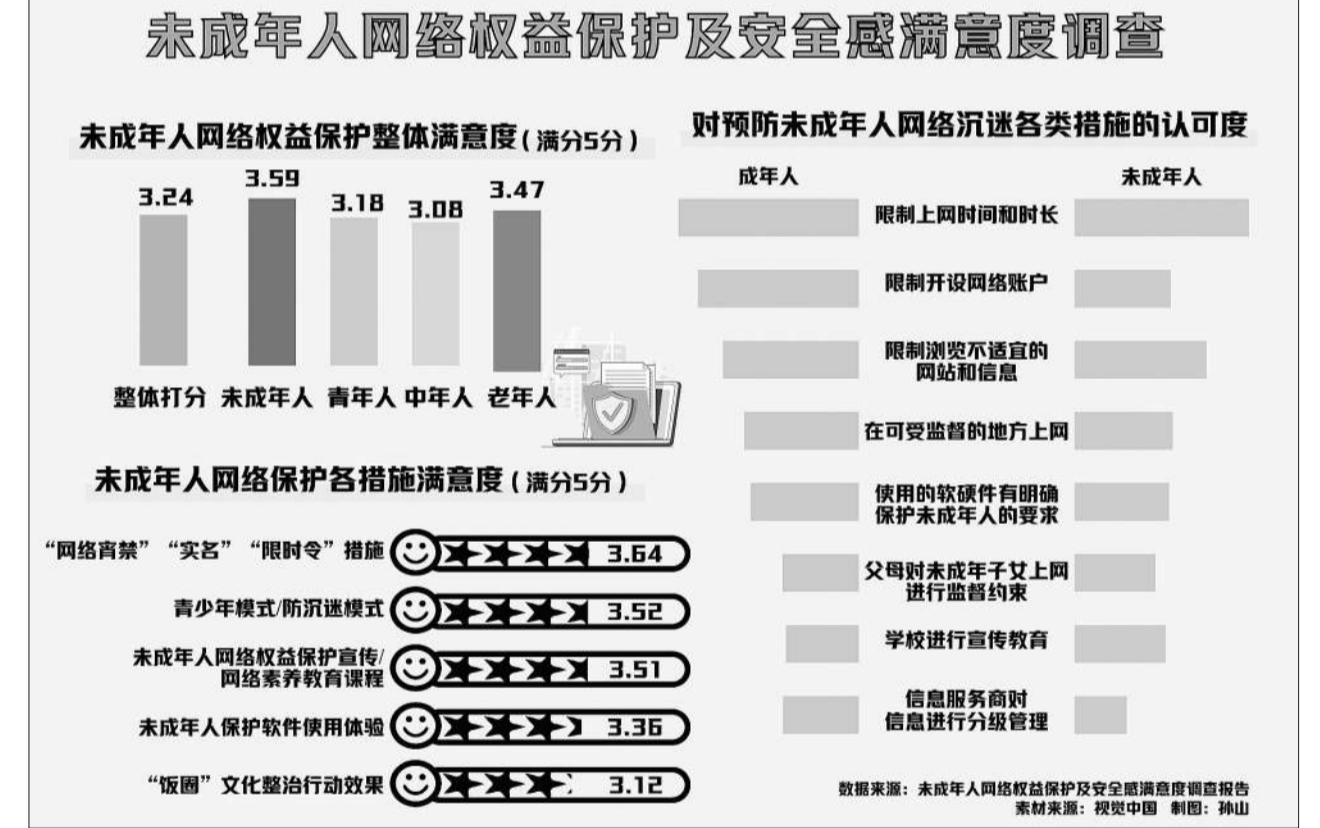 未成年人网络权益保护及安全感满意度调查
未成年人网络权益保护整体满意度(满分5分)
3.24
3.59
3.18
3.08
3.47
整体打分
未成年人
青年人
中年人
老年人
未成年人网络保护各措施满意度(满分5分)
“网络宵禁”“实名”“限时令”措施
3.64
青少年模式/防沉迷模式
3.52
未成年人网络权益保护宣传/
网络素养教育课程
3.51
未成年人保护软件使用体验
3.36
“饭圈”文化整治行动效果
3.12
对预防未成年人网络沉迷各类措施的认可度
成年人
未成年人
限制上网时间和时长
限制开设网络账户
限制浏览不适宜的
网站和信息
在可受监督的地方上网
使用的软硬件有明确
保护未成年人的要求
父母对未成年子女上网
进行监督约束
学校进行宣传教育
信息服务商对
信息进行分级管理
数据来源：未成年人网络权益保护及安全感满意度调查报告
素材来源：视觉中国 制图：孙山